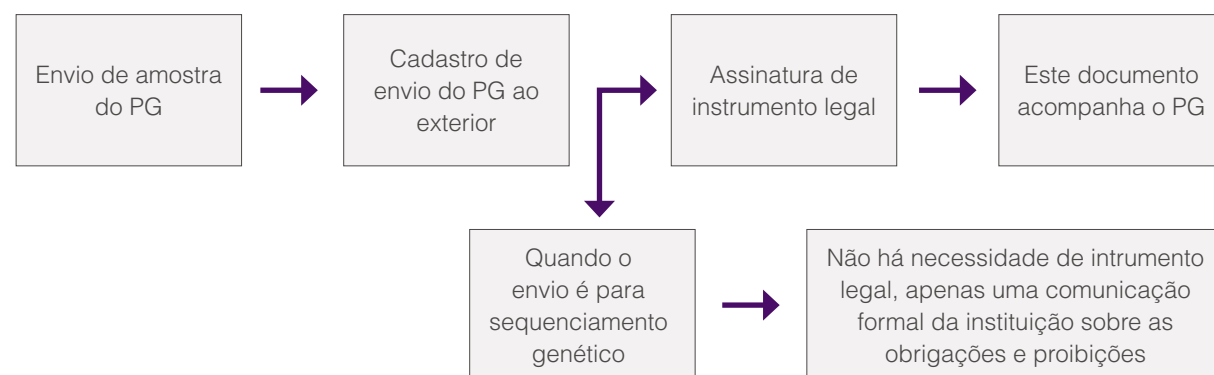 Envio de amostra
do PG
Cadastro de
envio do PG ao
exterior
Assinatura de
instrumento legal
Este documento
acompanha o PG
Quando o
envio é para
sequenciamento
genético
Não há necessidade de intrumento
legal, apenas uma comunicação
formal da instituição sobre as
obrigações e proibições